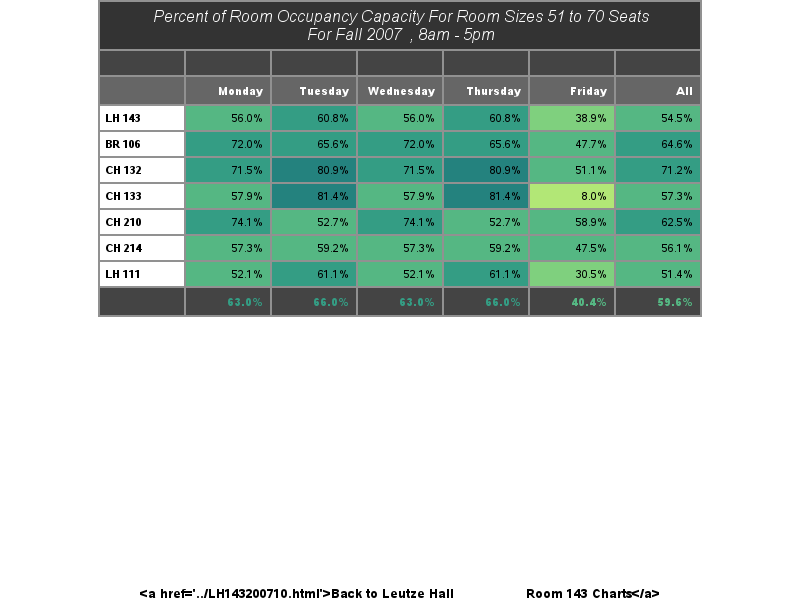 Percent of Room Occupancy Capacity For Room Sizes 51 to 70 Seats
For Fall 2007 , 8am - 5pm
Monday Tuesday Wednesday Thursday Friday All
LH 143 56.0% 60.8% 56.0% 60.8% 38.9% 54.5%
BR 106 72.0% 65.6% 72.0% 65.6% 47.7% 64.6%
CH 132 71.5% 80.9% 71.5% 80.9% 51.1% 71.2%
CH 133 57.9% 81.4% 57.9% 81.4% 8.0% 57.3%
CH 210 74.1% 52.7% 74.1% 52.7% 58.9% 62.5%
CH 214 57.3% 59.2% 57.3% 59.2% 47.5% 56.1%
LH 111 52.1% 61.1% 52.1% 61.1% 30.5% 51.4%
63.0% 66.0% 63.0% 66.0% 40.4% 59.6%
<a href='../LH143200710.html'>Back to Leutze Hall Room 143 Charts</a>